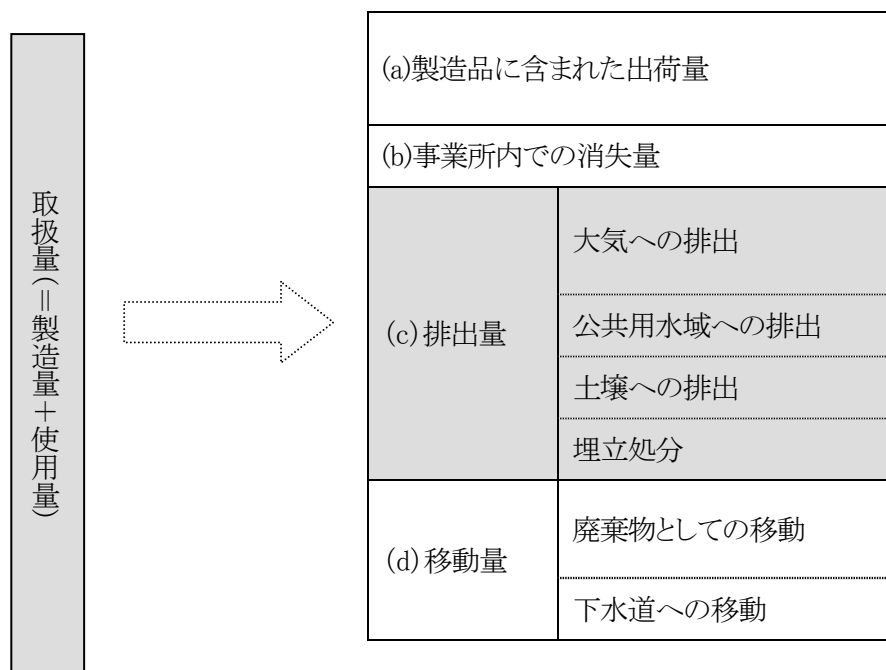 取扱量(＝製造量＋使用量)
(a)製造品に含まれた出荷量
(b)事業所内での消失量
(c)排出量
大気への排出
公共用水域への排出
土壌への排出
埋立処分
(d)移動量
廃棄物としての移動
下水道への移動